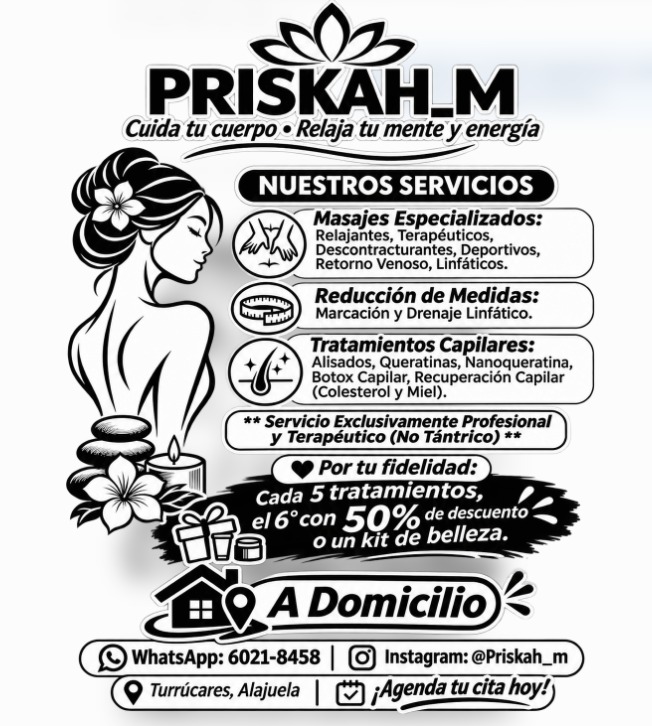 PRISKAH_M
Cuida tu cuerpo • Relaja tu mente y energía
NUESTROS SERVICIOS
Masajes Especializados:
Relajantes, Terapéuticos,
Descontracturantes, Deportivos,
Retorno Venoso, Linfáticos.
Reducción de Medidas:
Marcación y Drenaje Linfático.
Tratamientos Capilares:
Alisados, Queratinas, Nanoqueratina,
Botox Capilar, Recuperación Capilar
(Colesterol y Miel).
** Servicio Exclusivamente Profesional
y Terapéutico (No Tántrico) **
Por tu fidelidad:
Cada 5 tratamientos,
el 6° con 50% de descuento
o un kit de belleza.
A Domicilio
WhatsApp: 6021-8458 | Instagram: @Priskah_m
Turrúcares, Alajuela | ¡Agenda tu cita hoy!